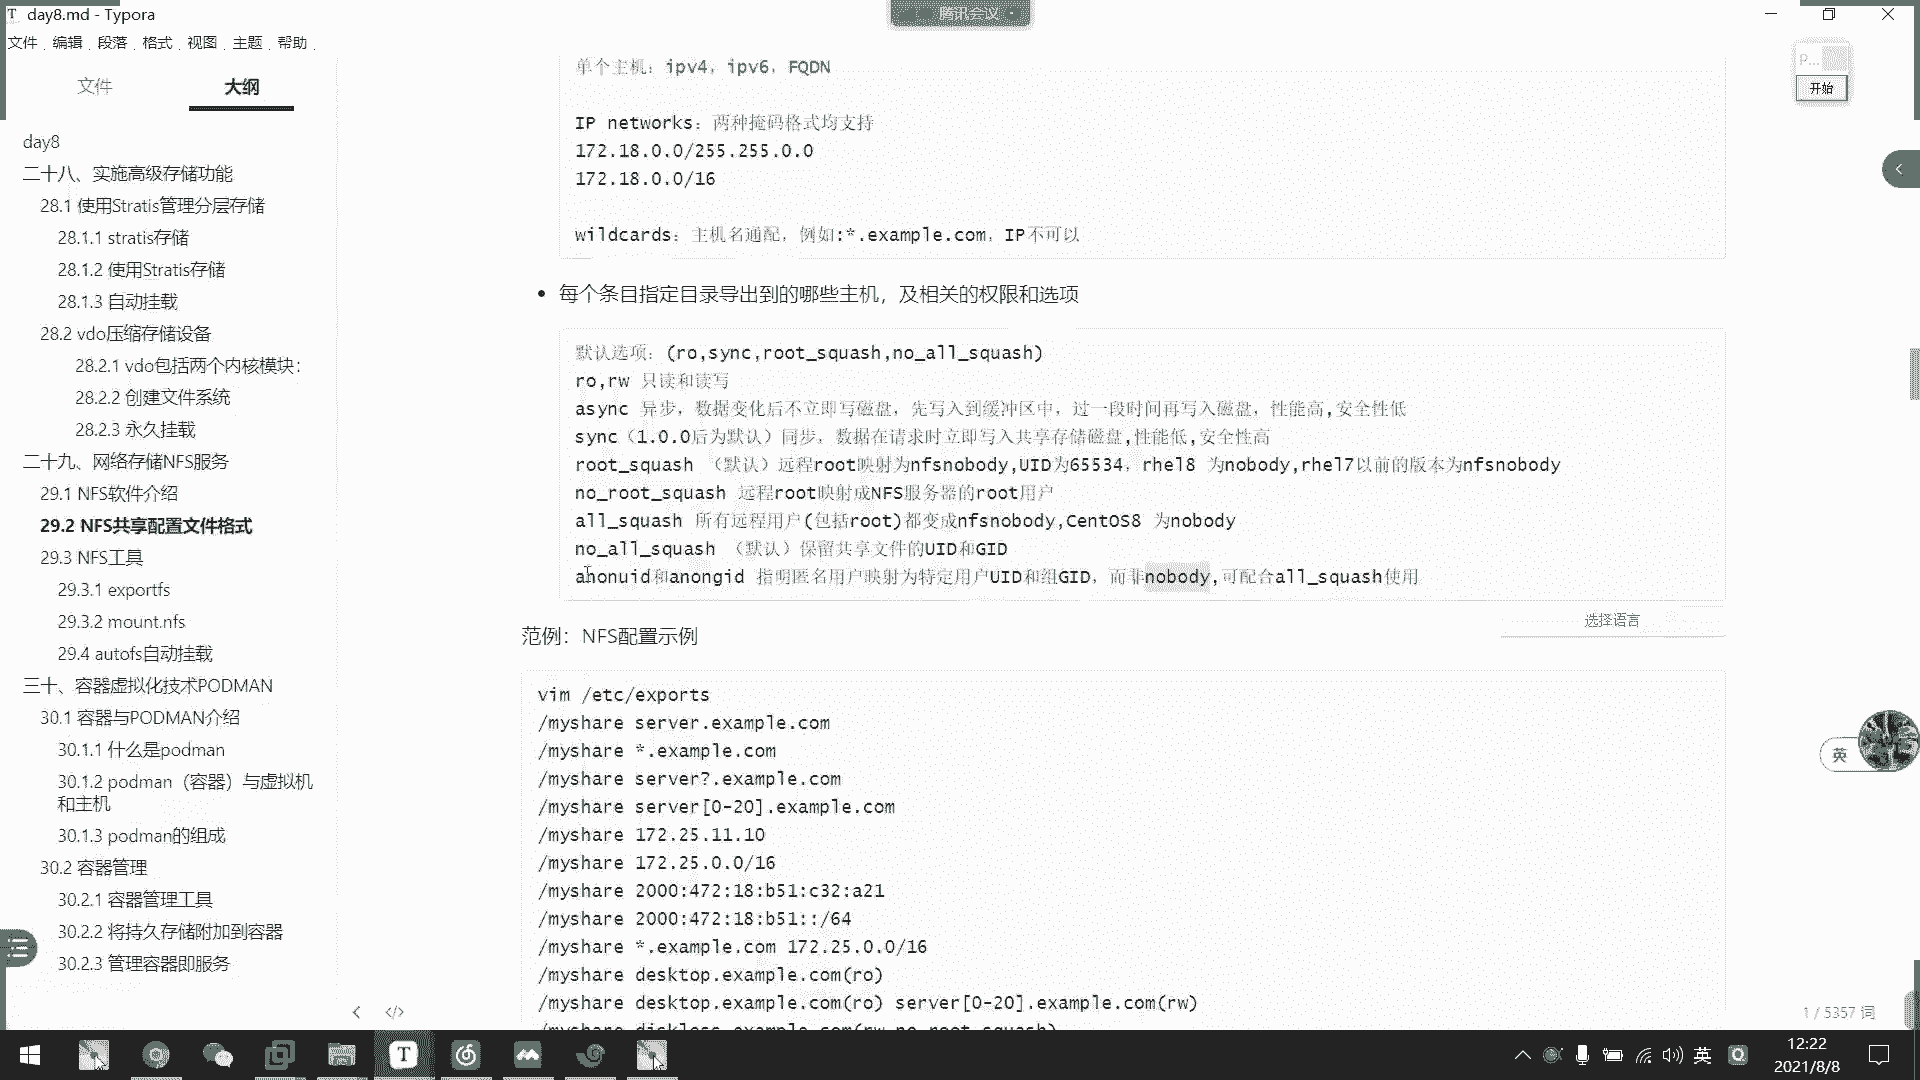 day8.md - Typora
腾讯会议
文件 编辑 段落 格式 视图 主题 帮助
文件 大纲
day8
二十八、实施高级存储功能
28.1 使用Stratis管理分层存储
28.1.1 stratis存储
28.1.2 使用Stratis存储
28.1.3 自动挂载
28.2 vdo压缩存储设备
28.2.1 vdo包括两个内核模块：
28.2.2 创建文件系统
28.2.3 永久挂载
二十九、网络存储NFS服务
29.1 NFS软件介绍
29.2 NFS共享配置文件格式
29.3 NFS工具
29.3.1 exportfs
29.3.2 mount.nfs
29.4 autofs自动挂载
三十、容器虚拟化技术PODMAN
30.1 容器与PODMAN介绍
30.1.1 什么是podman
30.1.2 podman（容器）与虚拟机
和主机
30.1.3 podman的组成
30.2 容器管理
30.2.1 容器管理工具
30.2.2 将持久存储附加到容器
30.2.3 管理容器即服务
单个主机：ipv4，ipv6，FQDN
IP networks：两种掩码格式均支持
172.18.0.0/255.255.0.0
172.18.0.0/16
wildcards：主机名通配，例如:*.example.com，IP不可以
每个条目指定目录导出到的哪些主机，及相关的权限和选项
默认选项：(ro,sync,root_squash,no_all_squash)
ro,rw 只读和读写
async 异步，数据变化后不立即写磁盘，先写入到缓冲区中，过一段时间再写入磁盘，性能高,安全性低
sync（1.0.0后为默认）同步，数据在请求时立即写入共享存储磁盘,性能低,安全性高
root_squash （默认）远程root映射为nfsnobody,UID为65534，rhel8 为nobody,rhel7以前的版本为nfsnobody
no_root_squash 远程root映射成NFS服务器的root用户
all_squash 所有远程用户(包括root)都变成nfsnobody,CentOS8 为nobody
no_all_squash （默认）保留共享文件的UID和GID
anonuid和anongid 指明匿名用户映射为特定用户UID和组GID，而非nobody,可配合all_squash使用
选择语言
范例：NFS配置示例
vim /etc/exports
/myshare server.example.com
/myshare *.example.com
/myshare server?.example.com
/myshare server[0-20].example.com
/myshare 172.25.11.10
/myshare 172.25.0.0/16
/myshare 2000:472:18:b51:c32:a21
/myshare 2000:472:18:b51::/64
/myshare *.example.com 172.25.0.0/16
/myshare desktop.example.com(ro)
/myshare desktop.example.com(ro) server[0-20].example.com(rw)
/myshare diskless.example.com(rw,no_root_squash)
P...
开始
英
1 / 5357 词
英
12:22
2021/8/8